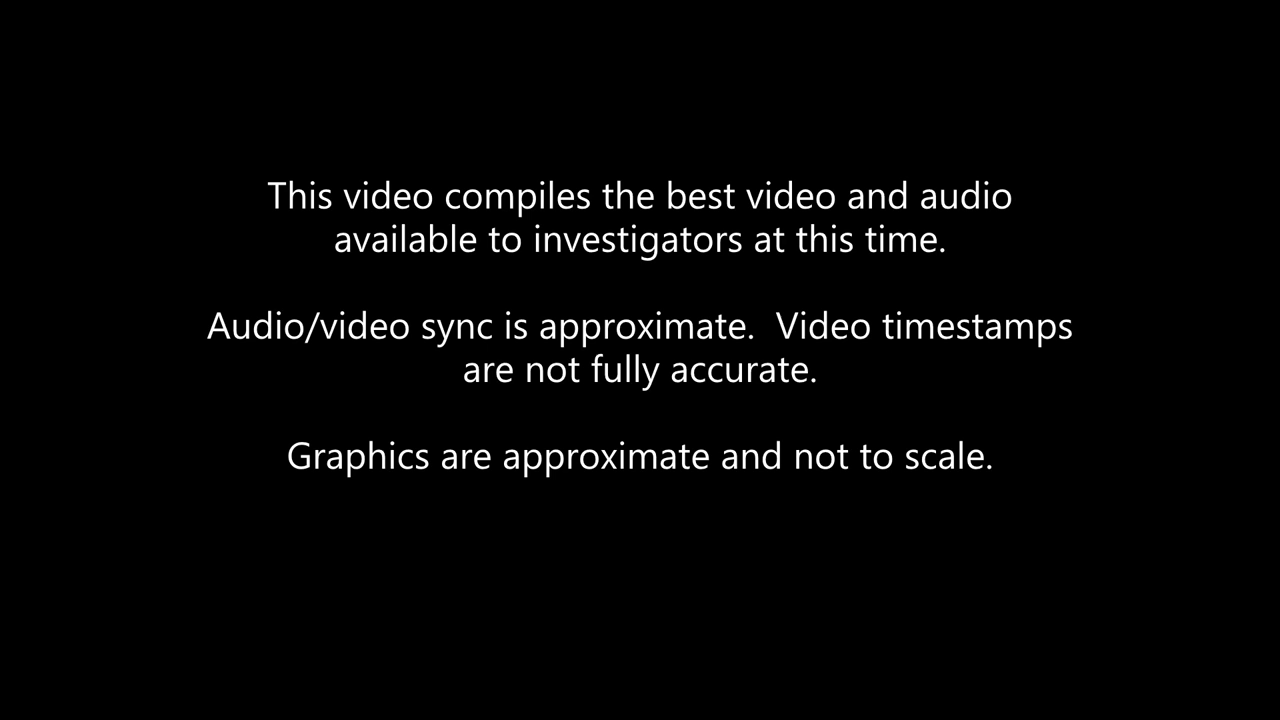 This video compiles the best video and audio
available to investigators at this time.
Audio/video sync is approximate.  Video timestamps
are not fully accurate.
Graphics are approximate and not to scale.